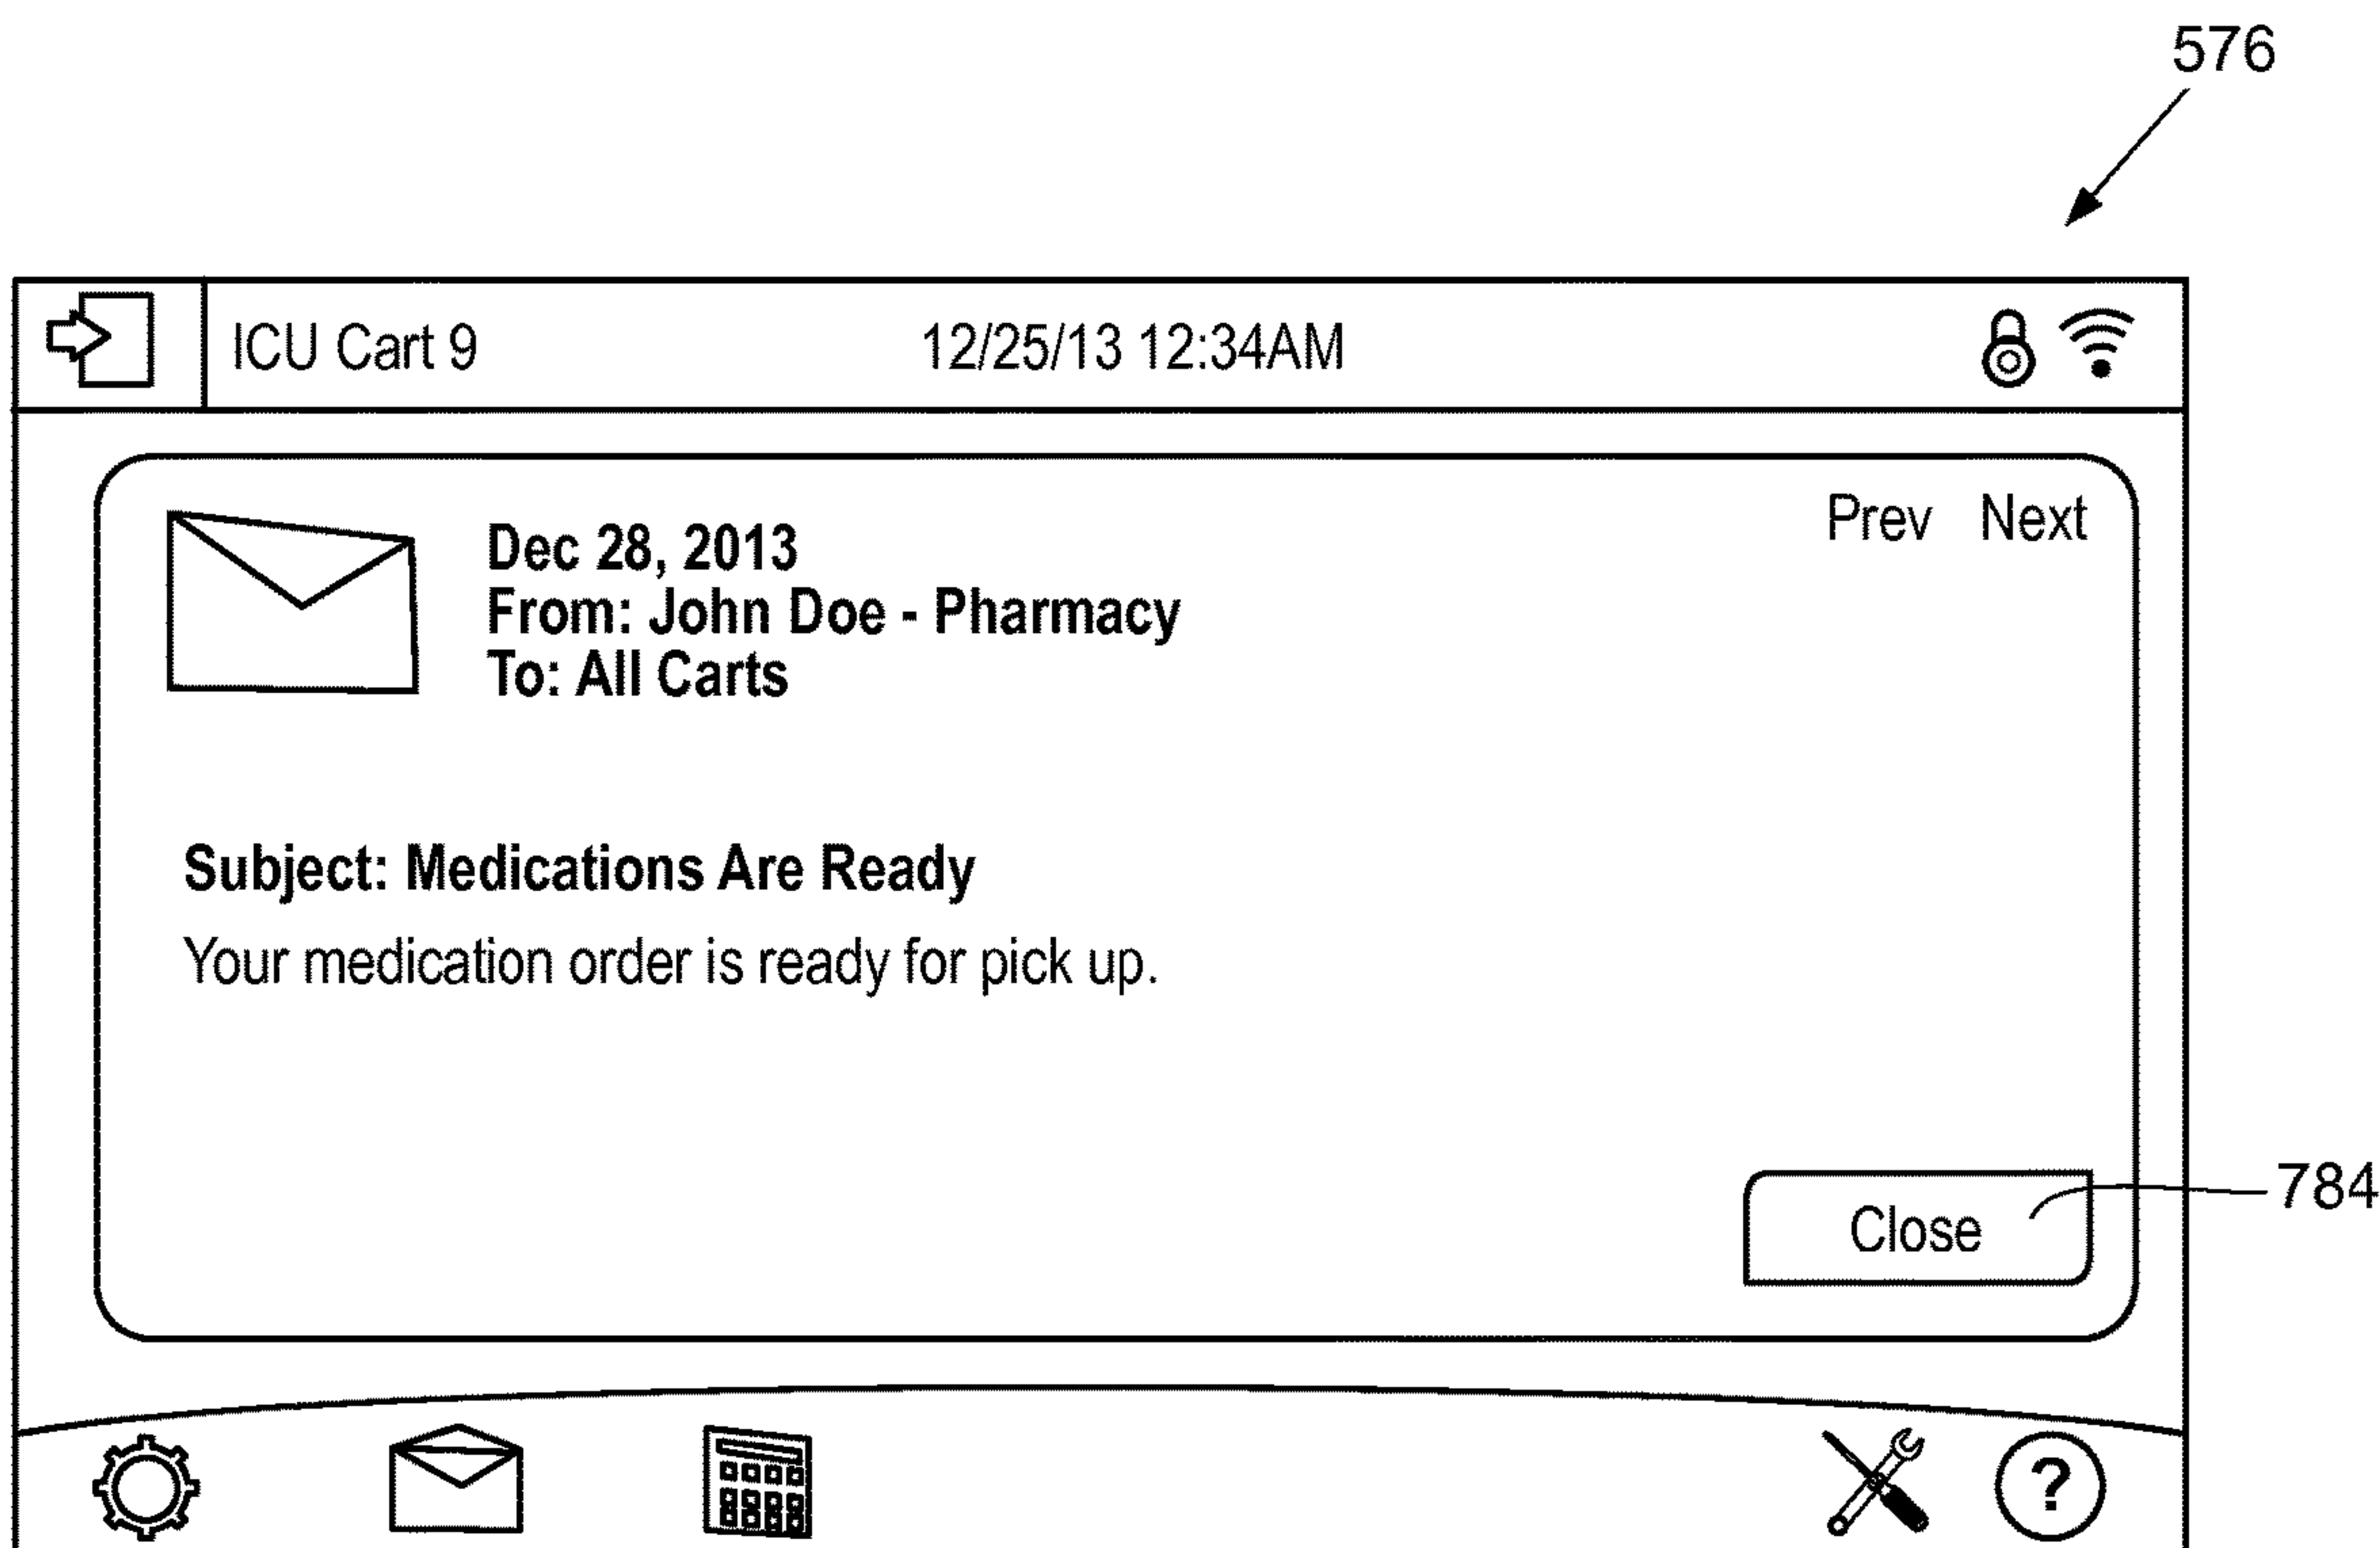 576
ICU Cart 9 12/25/13 12:34AM
Prev Next
Dec 28, 2013
From: John Doe - Pharmacy
To: All Carts
Subject: Medications Are Ready
Your medication order is ready for pick up.
Close
784
?